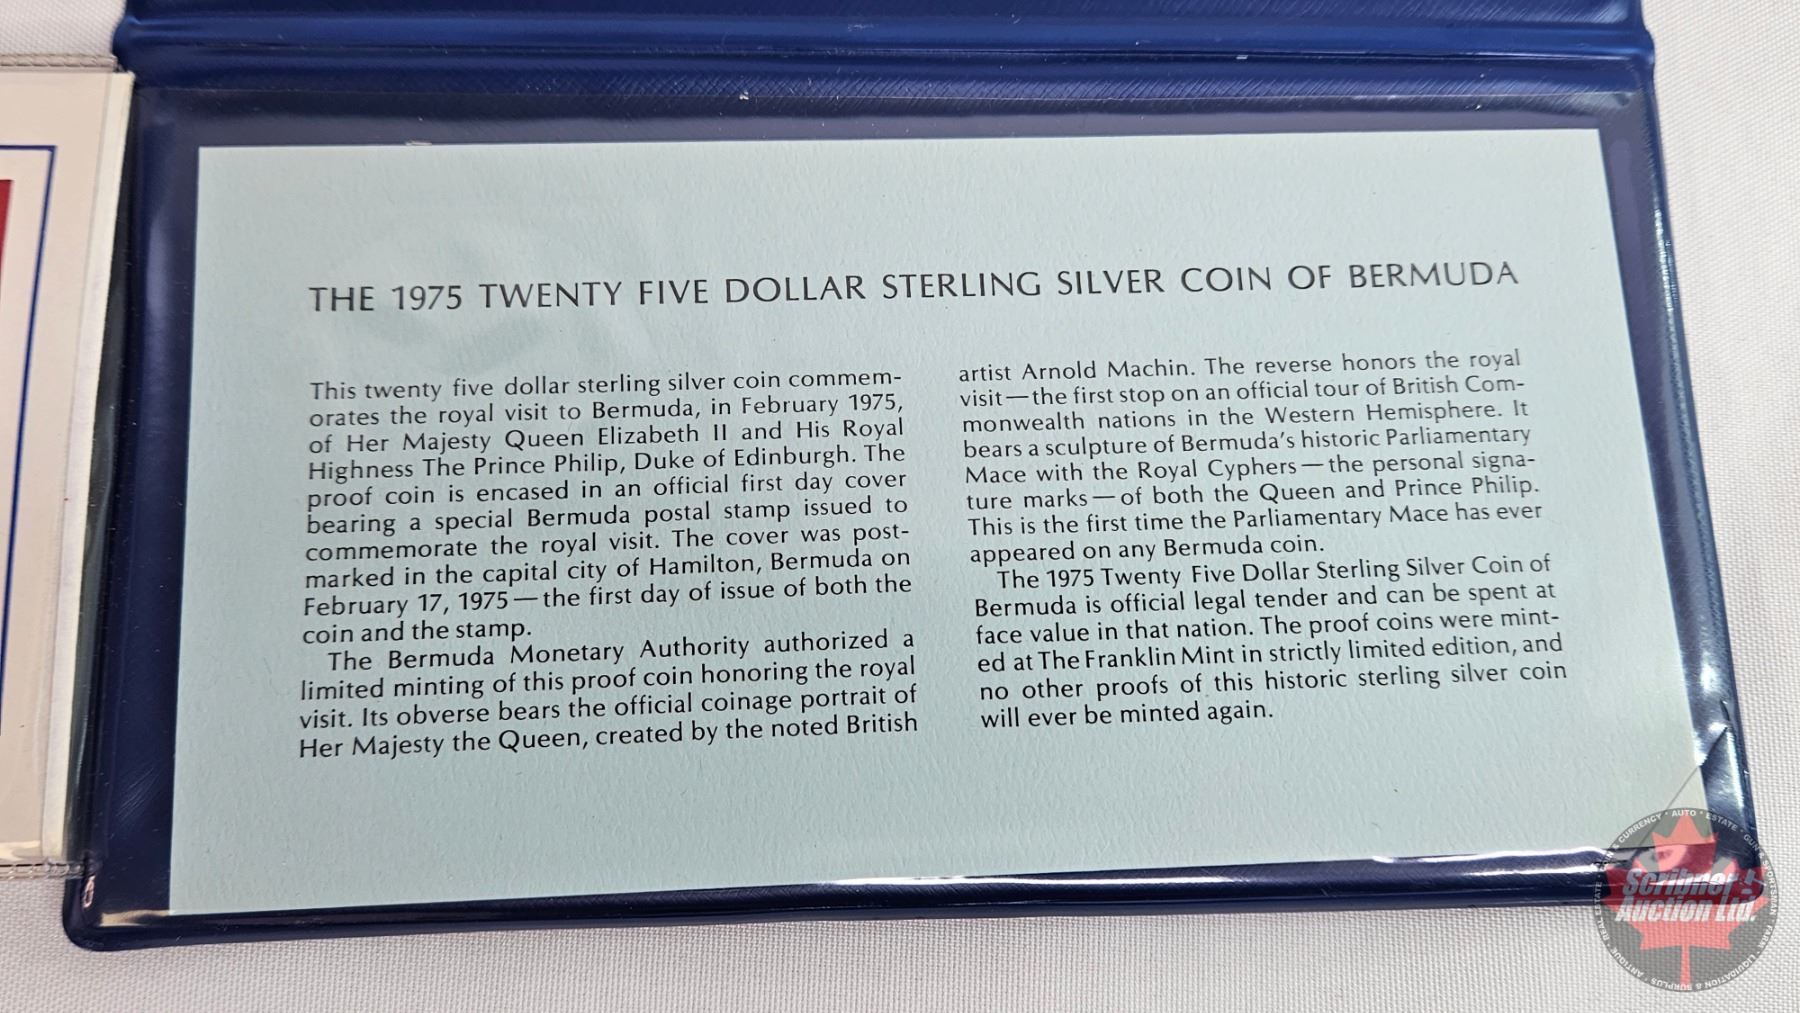 THE 1975 TWENTY FIVE DOLLAR STERLING SILVER COIN OF BERMUDA
This twenty five dollar sterling silver coin commem-
orates the royal visit to Bermuda, in February 1975,
of Her Majesty Queen Elizabeth II and His Royal
Highness The Prince Philip, Duke of Edinburgh. The
proof coin is encased in an official first day cover
bearing a special Bermuda postal stamp issued to
commemorate the royal visit. The cover was post-
marked in the capital city of Hamilton, Bermuda on
February 17, 1975—the first day of issue of both the
coin and the stamp.
The Bermuda Monetary Authority authorized a
limited minting of this proof coin honoring the royal
visit. Its obverse bears the official coinage portrait of
Her Majesty the Queen, created by the noted British
artist Arnold Machin. The reverse honors the royal
visit—the first stop on an official tour of British Com-
monwealth nations in the Western Hemisphere. It
bears a sculpture of Bermuda's historic Parliamentary
Mace with the Royal Cyphers—the personal signa-
ture marks—of both the Queen and Prince Philip.
This is the first time the Parliamentary Mace has ever
appeared on any Bermuda coin.
The 1975 Twenty Five Dollar Sterling Silver Coin of
Bermuda is official legal tender and can be spent at
face value in that nation. The proof coins were mint-
ed at The Franklin Mint in strictly limited edition, and
no other proofs of this historic sterling silver coin
will ever be minted again.
Scribner
Auction Ltd.
CURRENCY • AUTO • ESTATE
LIQUIDATION & SURPLUS • ANTIQUE • REAL ESTATE